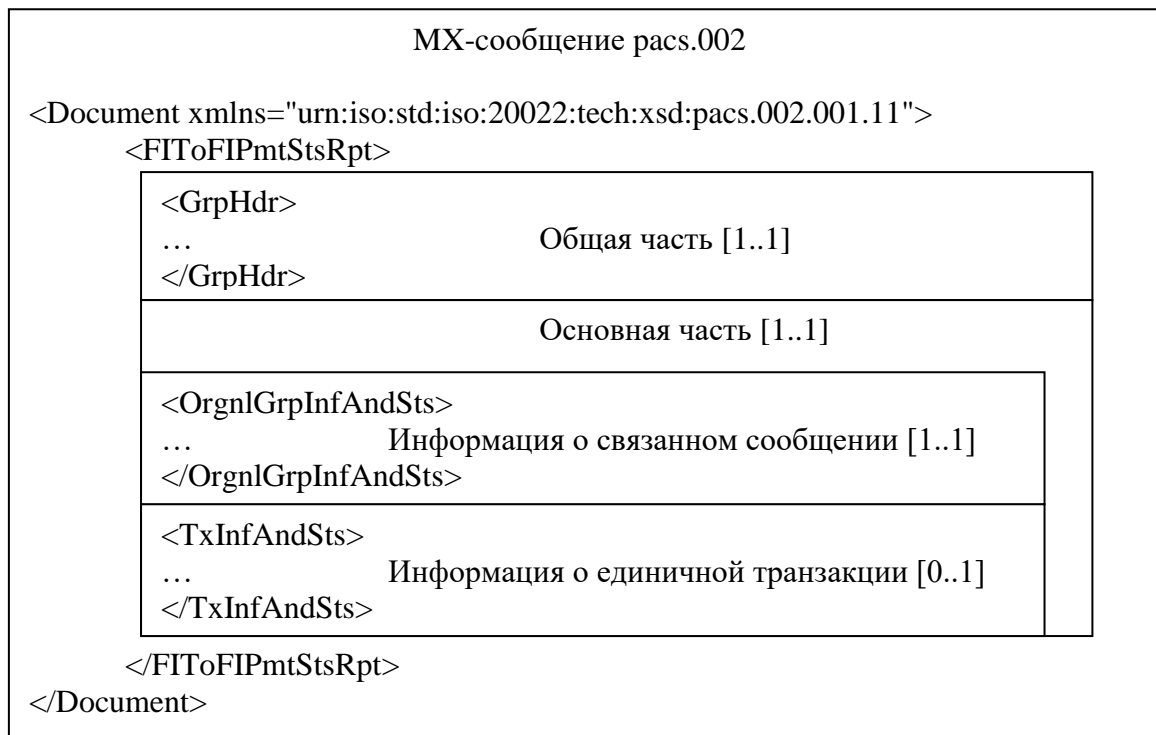 МХ-сообщение pacs.002
<Document xmlns="urn:iso:std:iso:20022:tech:xsd:pacs.002.001.11">
<FIToFIPmtStsRpt>
<GrpHdr>
… Общая часть [1..1]
</GrpHdr>
Основная часть [1..1]
<OrgnlGrpInfAndSts>
… Информация о связанном сообщении [1..1]
</OrgnlGrpInfAndSts>
<TxInfAndSts>
… Информация о единичной транзакции [0..1]
</TxInfAndSts>
</FIToFIPmtStsRpt>
</Document>